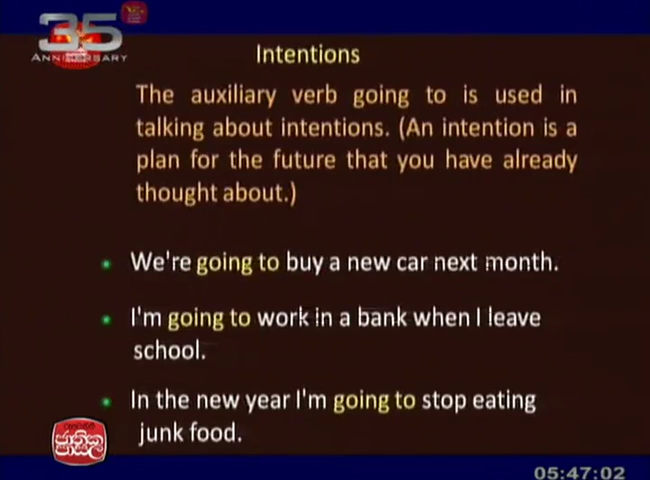 35
ANNIVERSARY
Intentions
The auxiliary verb going to is used in
talking about intentions. (An intention is a
plan for the future that you have already
thought about.)
We're going to buy a new car next month.
I'm going to work in a bank when I leave
school.
In the new year I'm going to stop eating
junk food.
ජාතික
පාසල
05:47:02